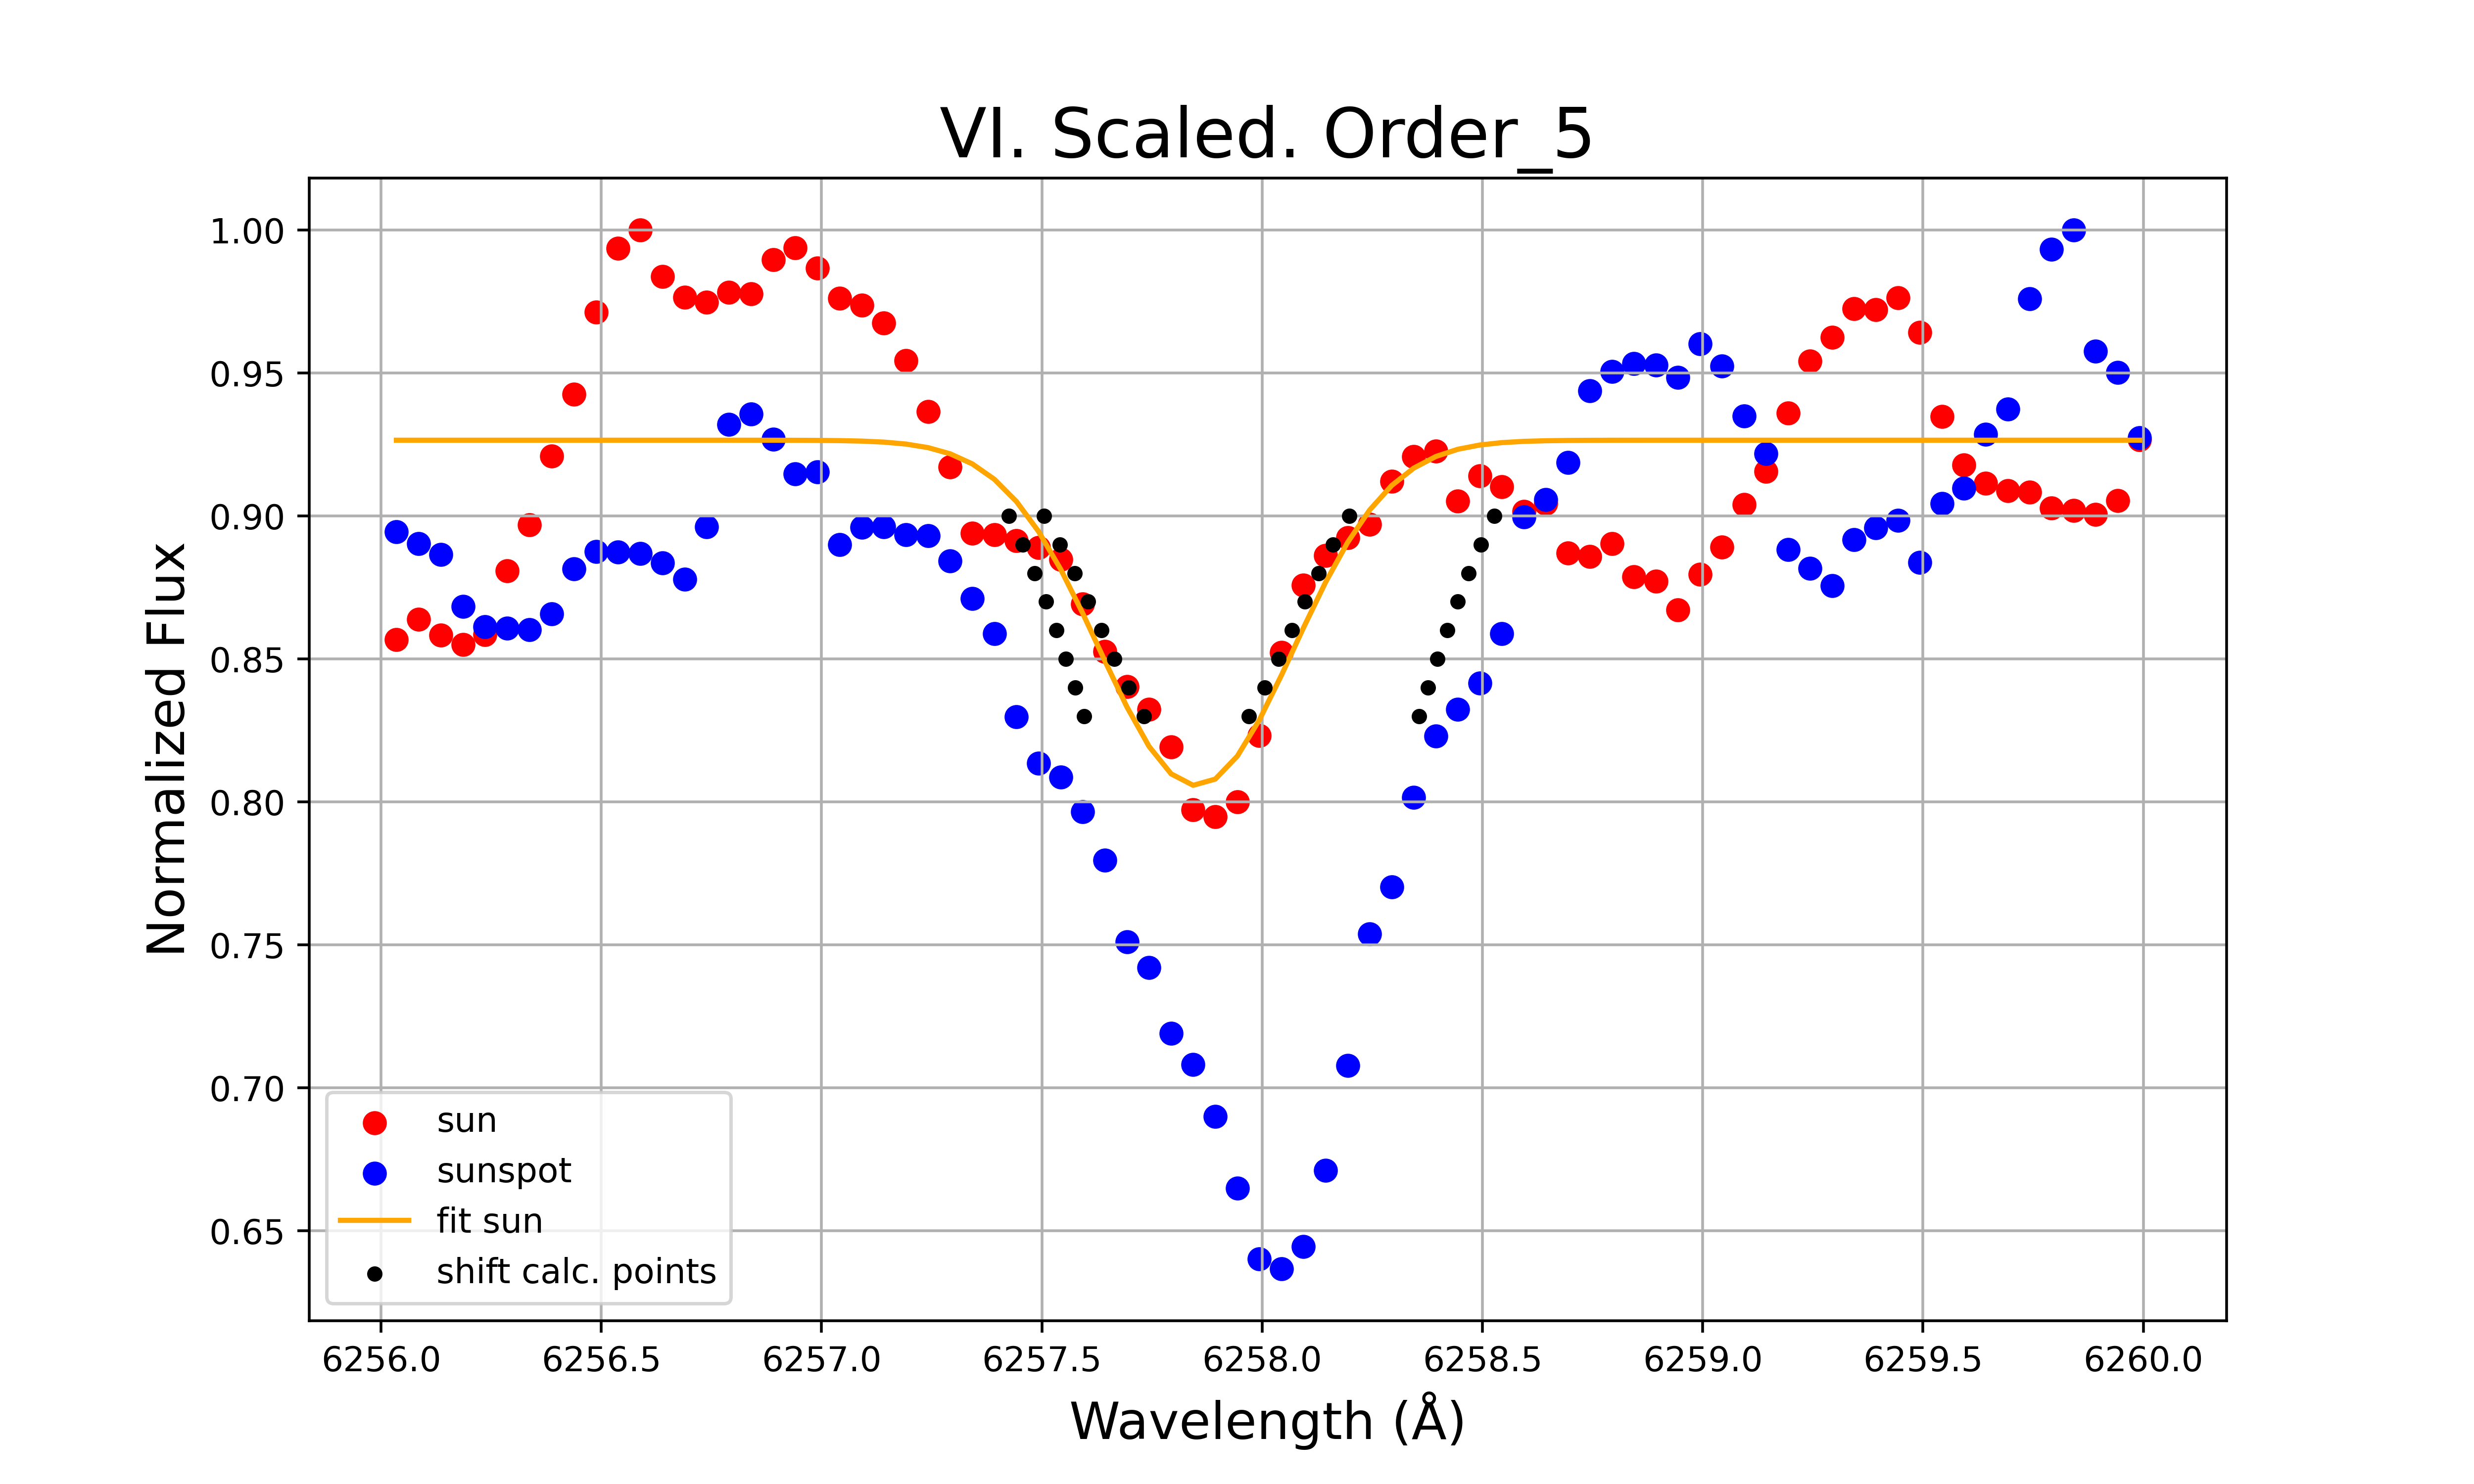 VI. Scaled. Order_5
Normalized Flux
1.00
0.95
0.90
0.85
0.80
0.75
0.70
0.65
sun
sunspot
fit sun
shift calc. points
6256.0 6256.5 6257.0 6257.5 6258.0 6258.5 6259.0 6259.5 6260.0
Wavelength (Å)